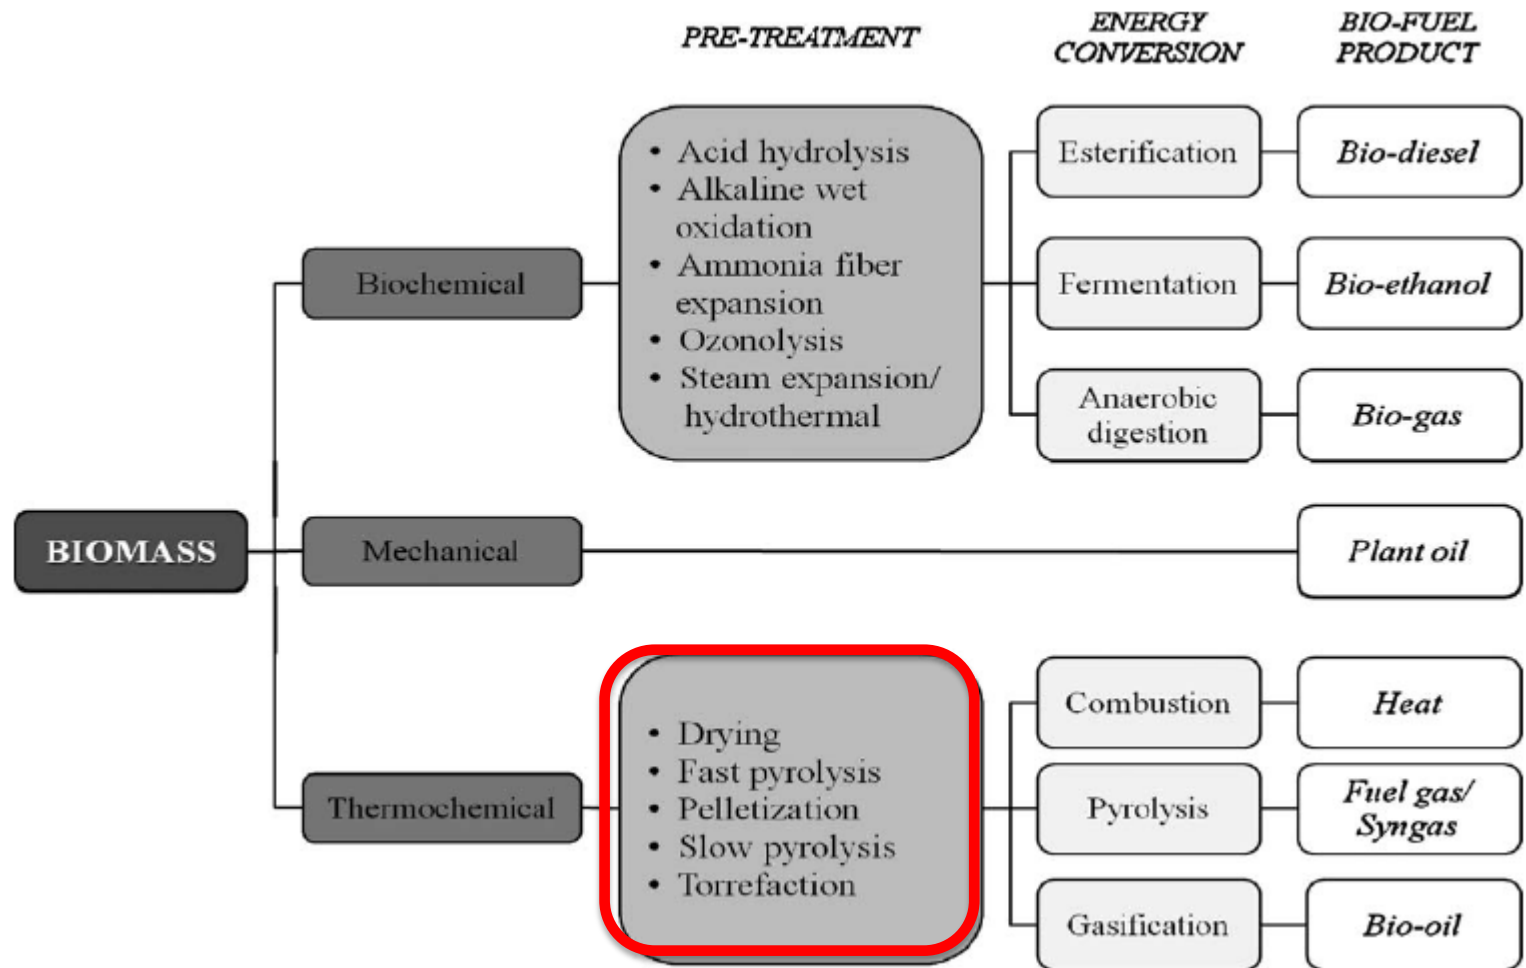 PRE-TREATMENT
ENERGY
CONVERSION
BIO-FUEL
PRODUCT
BIOMASS
Biochemical
• Acid hydrolysis
• Alkaline wet
oxidation
• Ammonia fiber
expansion
• Ozonolysis
• Steam expansion/
hydrothermal
Esterification
Bio-diesel
Fermentation
Bio-ethanol
Anaerobic
digestion
Bio-gas
Mechanical
Plant oil
Thermochemical
• Drying
• Fast pyrolysis
• Pelletization
• Slow pyrolysis
• Torrefaction
Combustion
Heat
Pyrolysis
Fuel gas/
Syngas
Gasification
Bio-oil